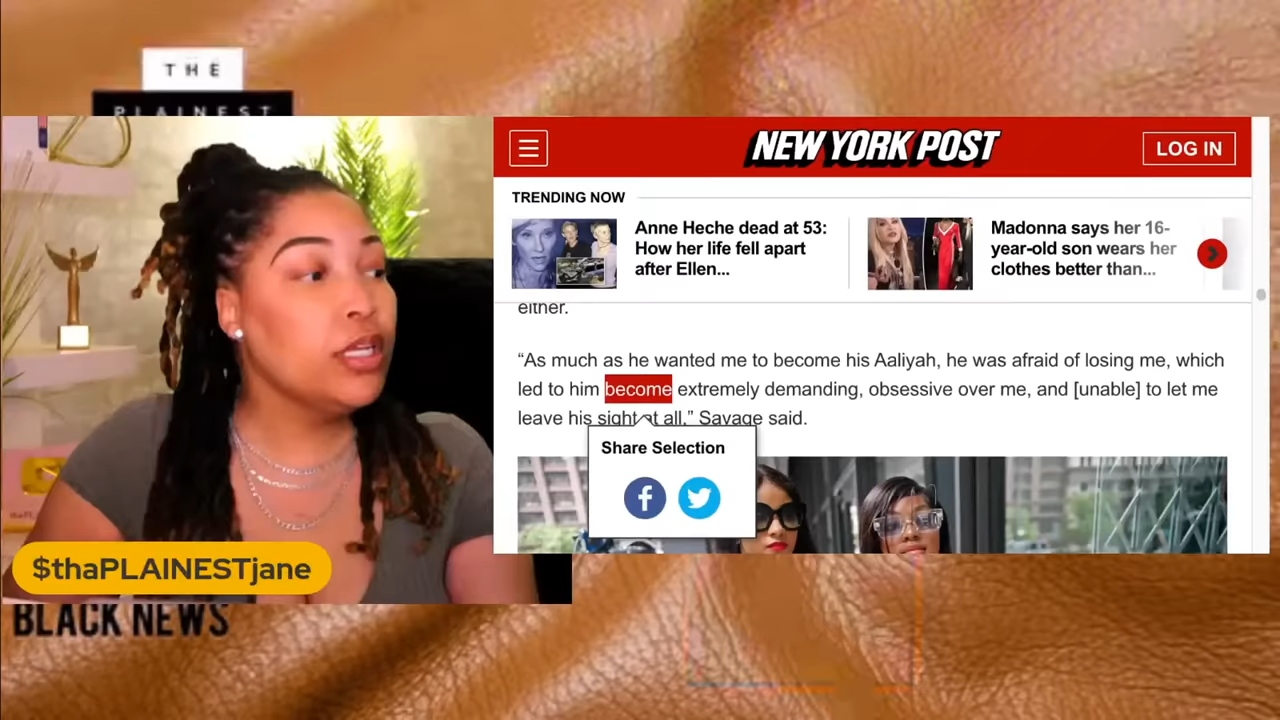 THE
PLAINEST
NEW YORK POST
LOG IN
TRENDING NOW
Anne Heche dead at 53:
How her life fell apart
after Ellen...
Madonna says her 16-
year-old son wears her
clothes better than...
either.
“As much as he wanted me to become his Aaliyah, he was afraid of losing me, which
led to him become extremely demanding, obsessive over me, and [unable] to let me
leave his sight at all,” Savage said.
Share Selection
$thaPLAINESTjane
BLACK NEWS